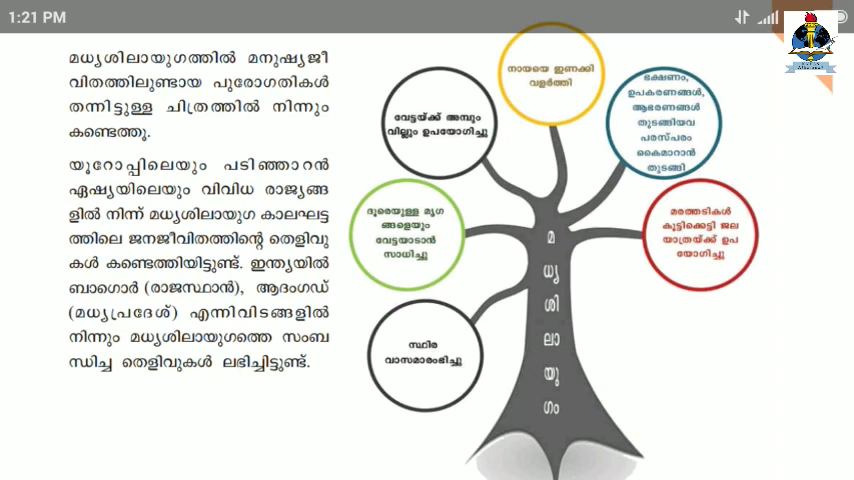 1:21 PM
മധ്യശിലായുഗത്തിൽ മനുഷ്യജീ
വിതത്തിലുണ്ടായ പുരോഗതികൾ
തന്നിട്ടുള്ള ചിത്രത്തിൽ നിന്നും
കണ്ടെത്തൂ.
യൂറോപ്പിലെയും പടിഞ്ഞാറൻ
ഏഷ്യയിലെയും വിവിധ രാജ്യങ്ങ
ളിൽ നിന്ന് മധ്യശിലായുഗ കാലഘട്ട
ത്തിലെ ജനജീവിതത്തിന്റെ തെളിവു
കൾ കണ്ടെത്തിയിട്ടുണ്ട്. ഇന്ത്യയിൽ
ബാഗൊർ (രാജസ്ഥാൻ), ആദംഗഡ്
(മധ്യപ്രദേശ്) എന്നിവിടങ്ങളിൽ
നിന്നും മധ്യശിലായുഗത്തെ സംബ
ന്ധിച്ച തെളിവുകൾ ലഭിച്ചിട്ടുണ്ട്.
നായയെ ഇണക്കി
വളർത്തി
വേട്ടയ്ക്ക് അമ്പും
വില്ലും ഉപയോഗിച്ചു
ഭക്ഷണം,
ഉപകരണങ്ങൾ,
ആഭരണങ്ങൾ
തുടങ്ങിയവ
പരസ്പരം
കൈമാറാൻ
തുടങ്ങി
ദൂരെയുള്ള മൃഗ
ങ്ങളെയും
വേട്ടയാടാൻ
സാധിച്ചു
മരത്തടികൾ
കൂട്ടിക്കെട്ടി ജല
യാത്രയ്ക്ക് ഉപ
യോഗിച്ചു
സ്ഥിര
വാസമാരംഭിച്ചു
മധ്യശിലായുഗം